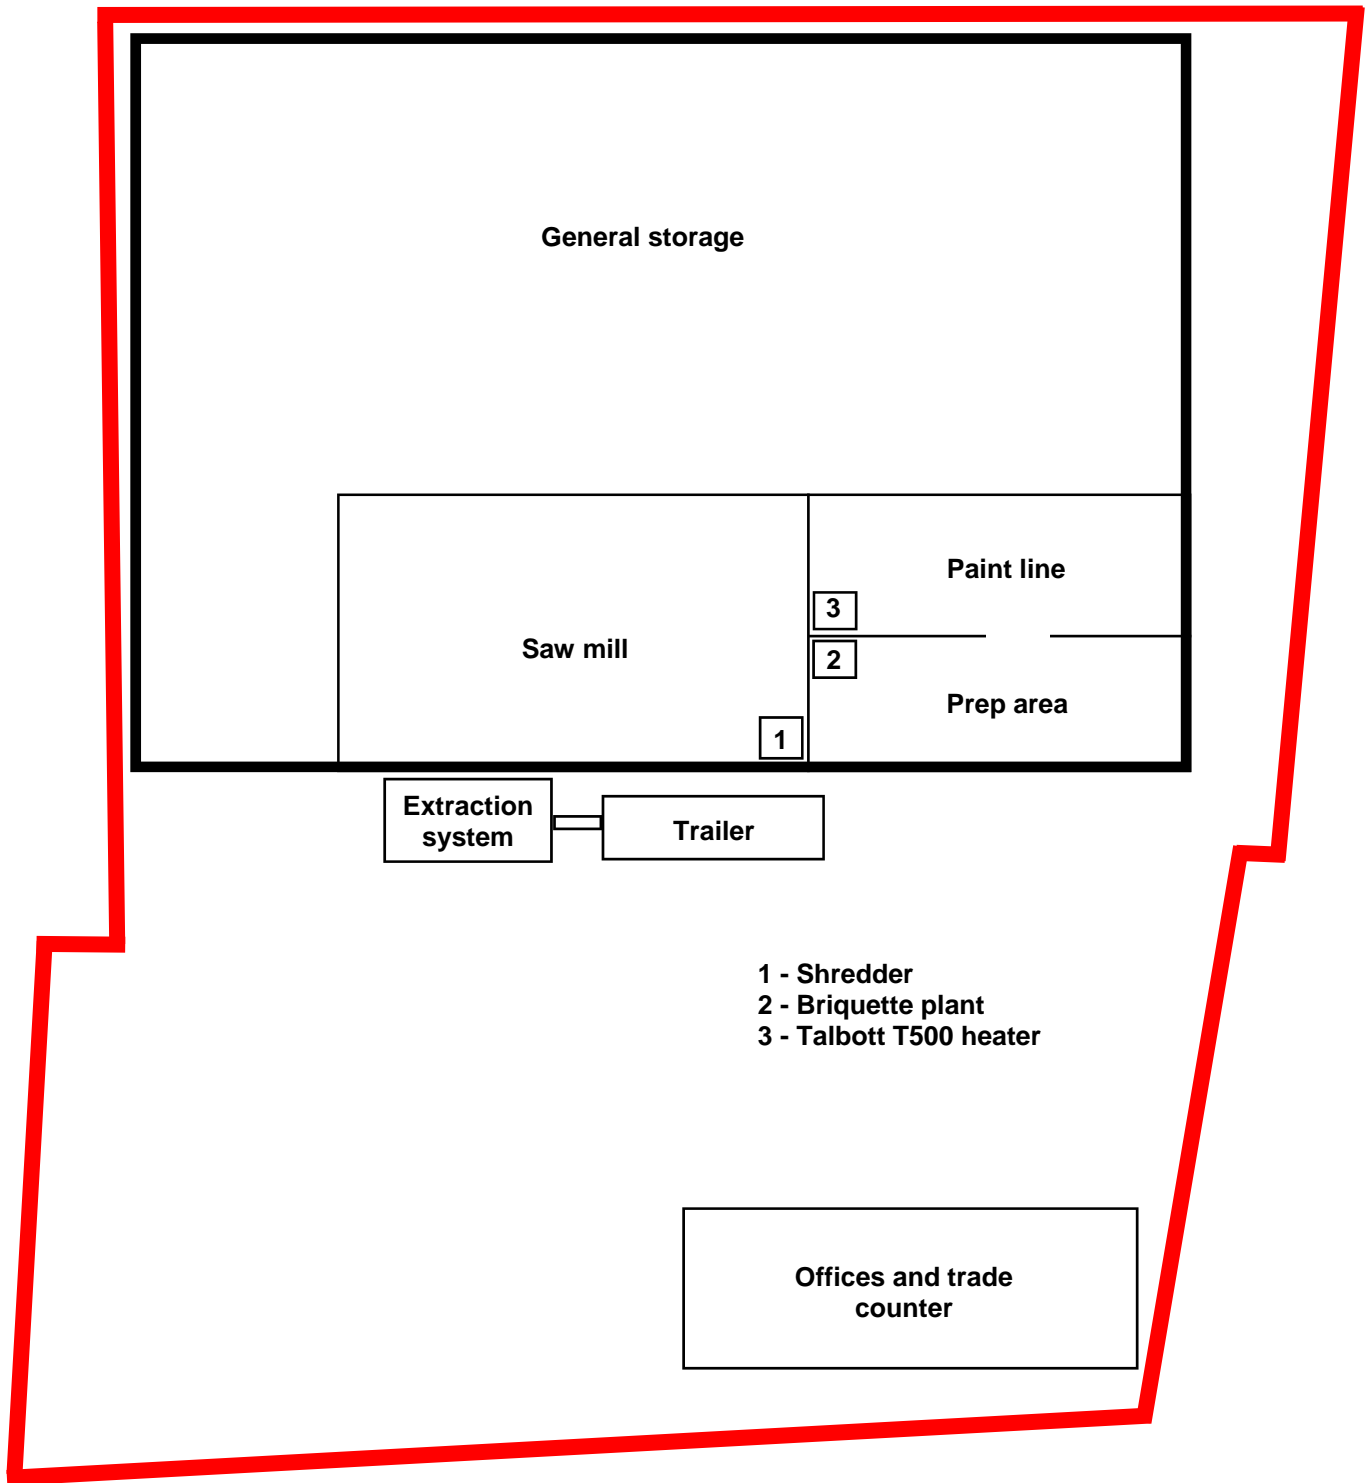 General storage
Paint line
3
Saw mill
2
Prep area
1
Extraction
system
Trailer
1 - Shredder
2 - Briquette plant
3 - Talbott T500 heater
Offices and trade
counter